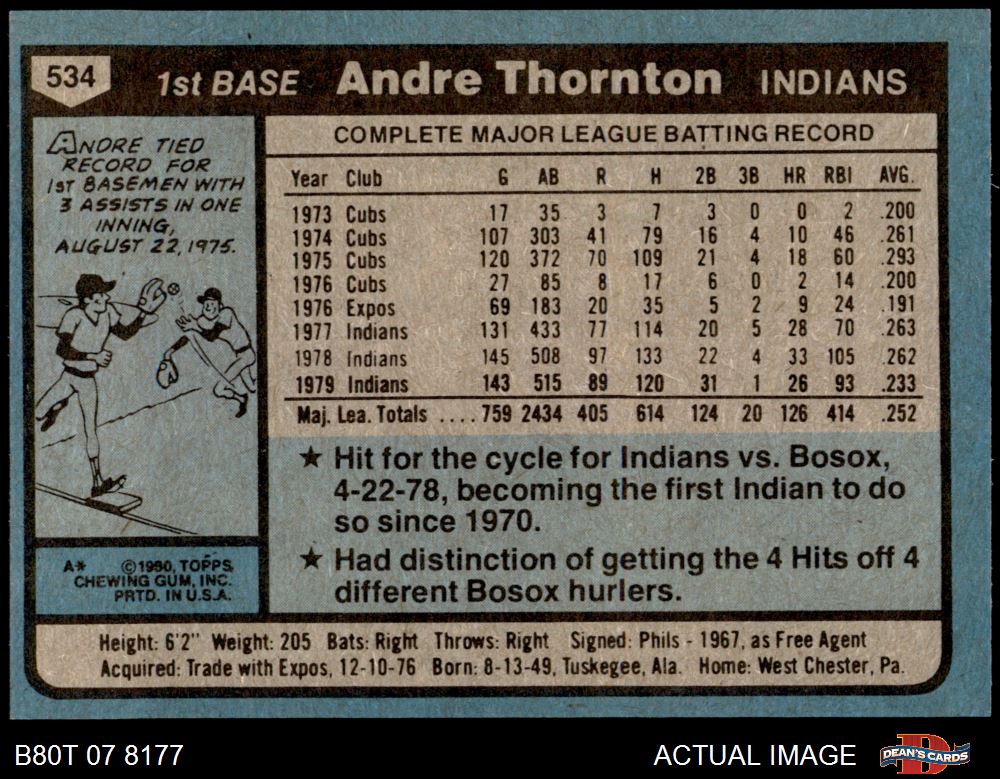 534 1st BASE Andre Thornton INDIANS
ANDRE TIED
RECORD FOR
1ST BASEMEN WITH
3 ASSISTS IN ONE
INNING,
AUGUST 22, 1975.
COMPLETE MAJOR LEAGUE BATTING RECORD
Year Club G AB R H 2B 3B HR RBI AVG.
1973 Cubs 17 35 3 7 3 0 0 2 .200
1974 Cubs 107 303 41 79 16 4 10 46 .261
1975 Cubs 120 372 70 109 21 4 18 60 .293
1976 Cubs 27 85 8 17 6 0 2 14 .200
1976 Expos 69 183 20 35 5 2 9 24 .191
1977 Indians 131 433 77 114 20 5 28 70 .263
1978 Indians 145 508 97 133 22 4 33 105 .262
1979 Indians 143 515 89 120 31 1 26 93 .233
Maj. Lea. Totals .... 759 2434 405 614 124 20 126 414 .252
★ Hit for the cycle for Indians vs. Bosox,
4-22-78, becoming the first Indian to do
so since 1970.
★ Had distinction of getting the 4 Hits off 4
different Bosox hurlers.
A* ©1980, TOPPS
CHEWING GUM, INC.
PRTD. IN U.S.A.
Height: 6'2" Weight: 205 Bats: Right Throws: Right Signed: Phils - 1967, as Free Agent
Acquired: Trade with Expos, 12-10-76 Born: 8-13-49, Tuskegee, Ala. Home: West Chester, Pa.
B80T 07 8177 ACTUAL IMAGE DEAN'S CARDS